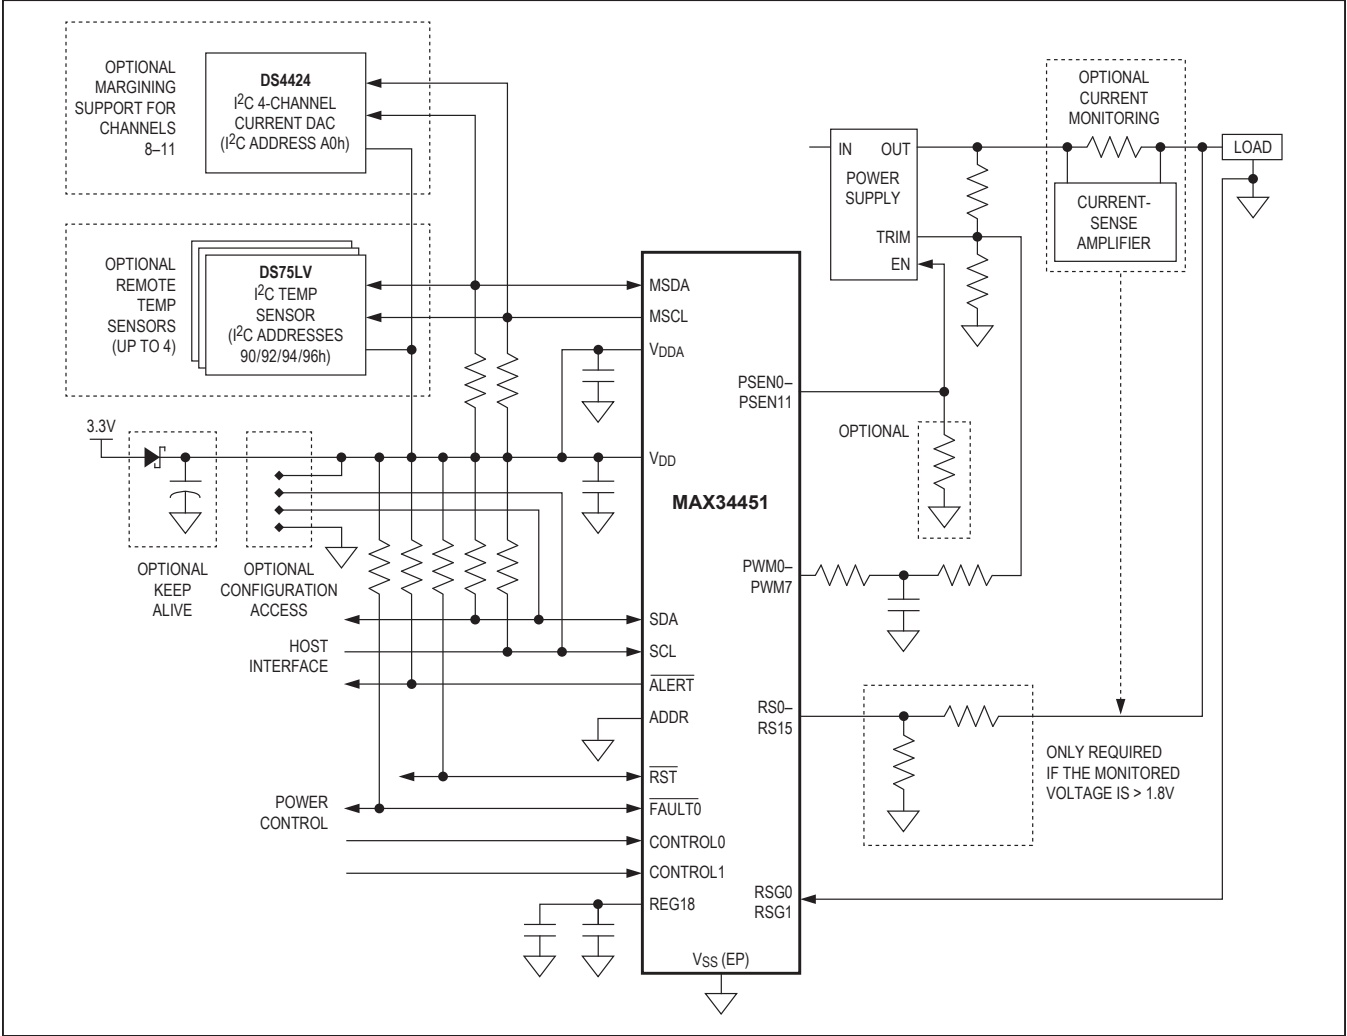 OPTIONAL
MARGINING
SUPPORT FOR
CHANNELS
8–11
DS4424
I2C 4-CHANNEL
CURRENT DAC
(I2C ADDRESS A0h)
OPTIONAL
REMOTE
TEMP
SENSORS
(UP TO 4)
DS75LV
I2C TEMP
SENSOR
(I2C ADDRESSES
90/92/94/96h)
3.3V
OPTIONAL
KEEP
ALIVE
OPTIONAL
CONFIGURATION
ACCESS
HOST
INTERFACE
POWER
CONTROL
MSDA
MSCL
VDDA
VDD
SDA
SCL
ALERT
ADDR
RST
FAULT0
CONTROL0
CONTROL1
REG18
MAX34451
VSS (EP)
PSEN0–
PSEN11
PWM0–
PWM7
RS0–
RS15
RSG0
RSG1
IN
OUT
POWER
SUPPLY
TRIM
EN
OPTIONAL
OPTIONAL
CURRENT
MONITORING
CURRENT-
SENSE
AMPLIFIER
LOAD
ONLY REQUIRED
IF THE MONITORED
VOLTAGE IS > 1.8V